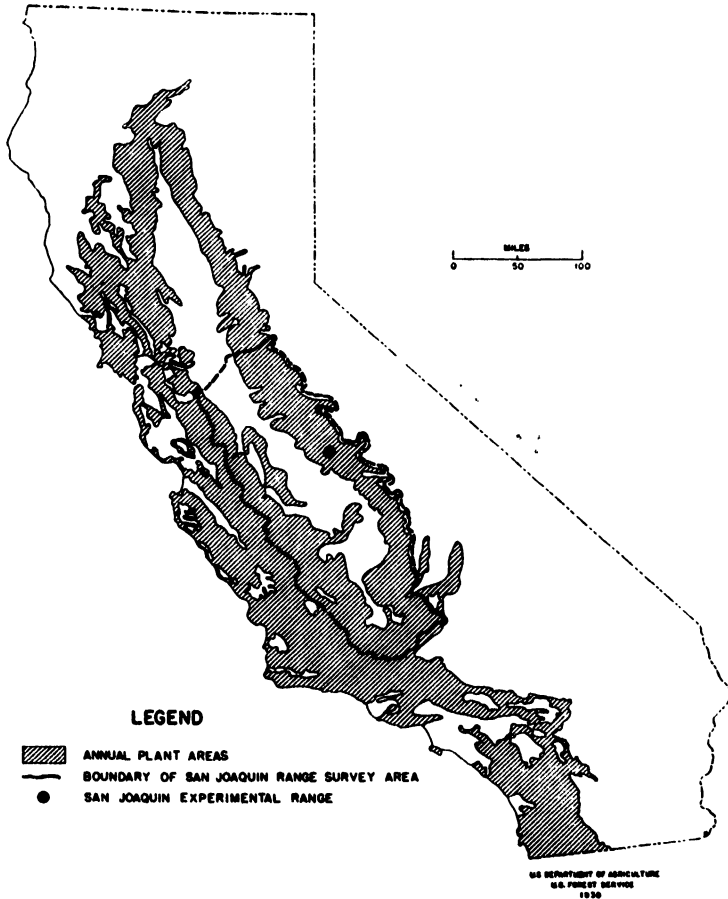 MILES
0 50 100
LEGEND
ANNUAL PLANT AREAS
BOUNDARY OF SAN JOAQUIN RANGE SURVEY AREA
SAN JOAQUIN EXPERIMENTAL RANGE
U.S. DEPARTMENT OF AGRICULTURE
U.S. FOREST SERVICE